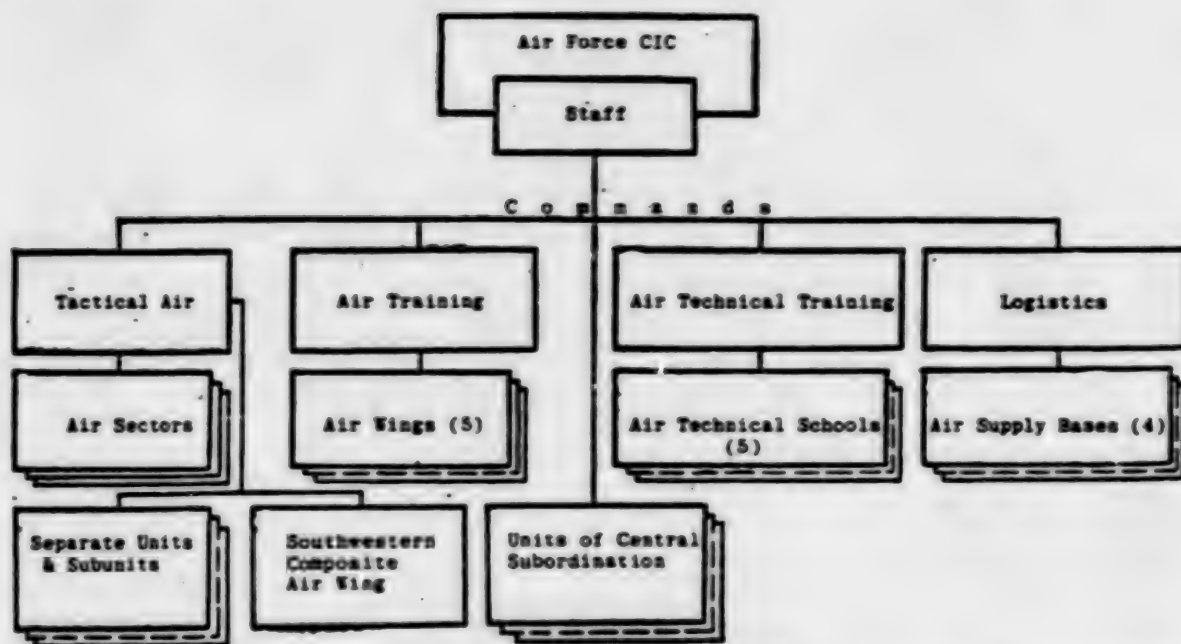 Air Force CIC
Staff
C o m m a n d s
Tactical Air
Air Training
Air Technical Training
Logistics
Air Sectors
Air Wings (5)
Air Technical Schools
(5)
Air Supply Bases (4)
Separate Units
& Subunits
Southwestern
Composite
Air Wing
Units of Central
Subordination